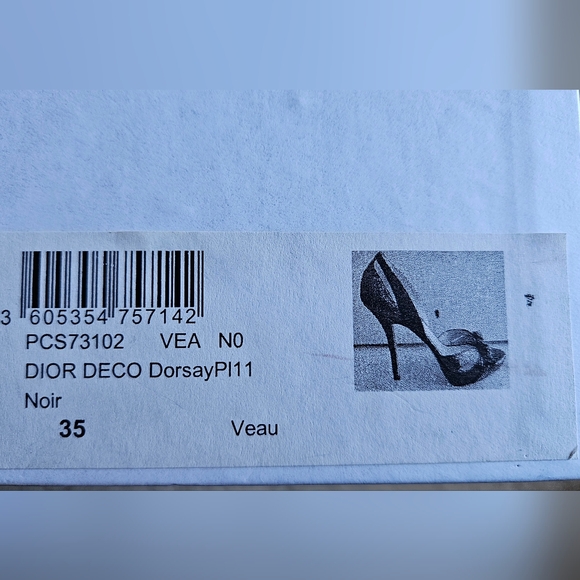 3 605354 757142
PCS73102 VEA N0
DIOR DECO DorsayPl11
Noir
35 Veau